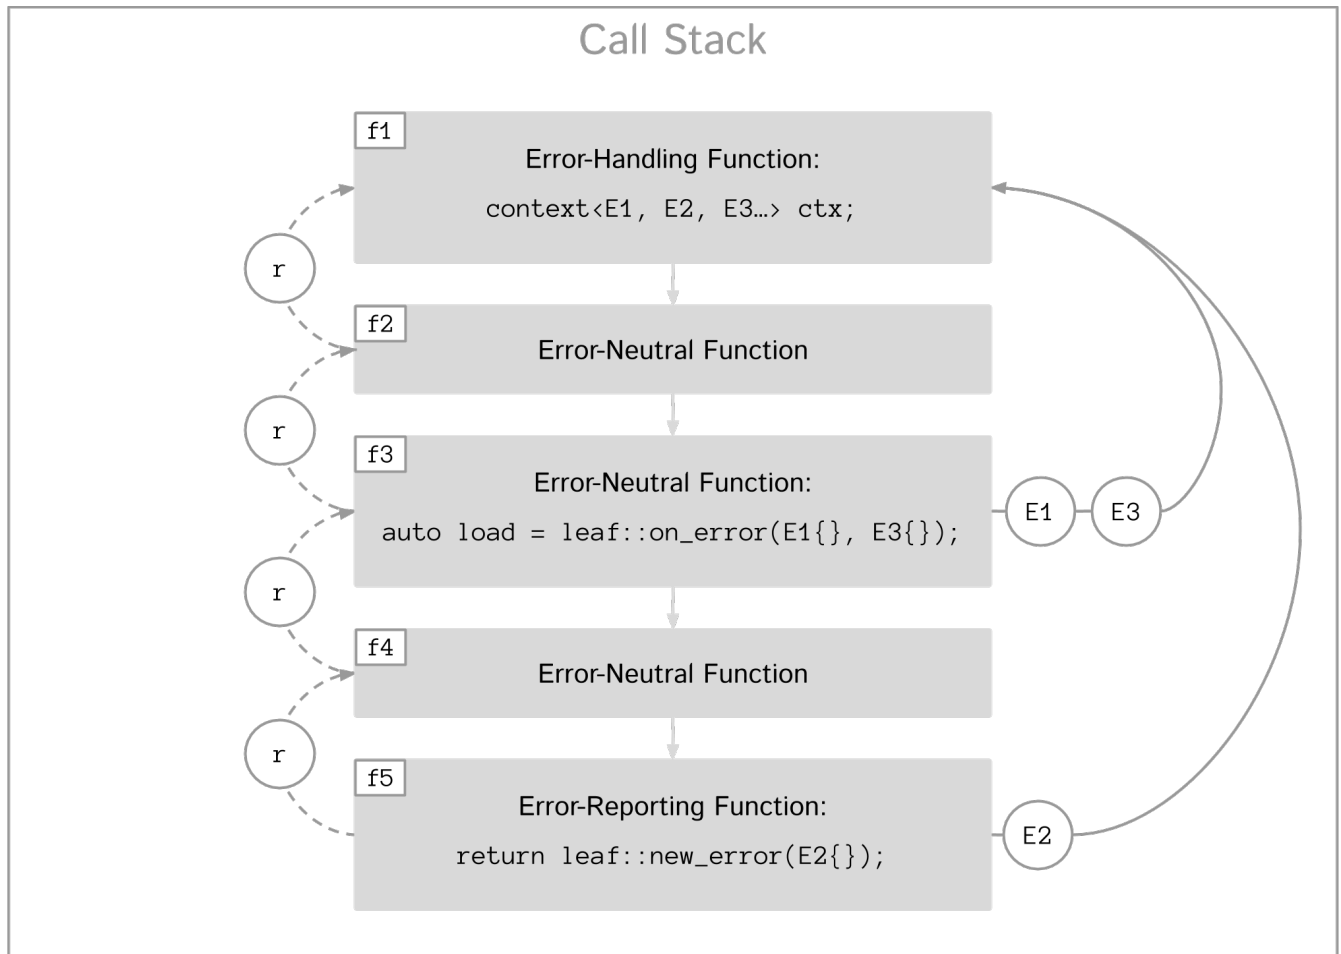 Call Stack
f1
Error-Handling Function:
context<E1, E2, E3…> ctx;
r
f2
Error-Neutral Function
r
f3
Error-Neutral Function:
auto load = leaf::on_error(E1{}, E3{});
E1
E3
r
f4
Error-Neutral Function
r
f5
Error-Reporting Function:
return leaf::new_error(E2{});
E2